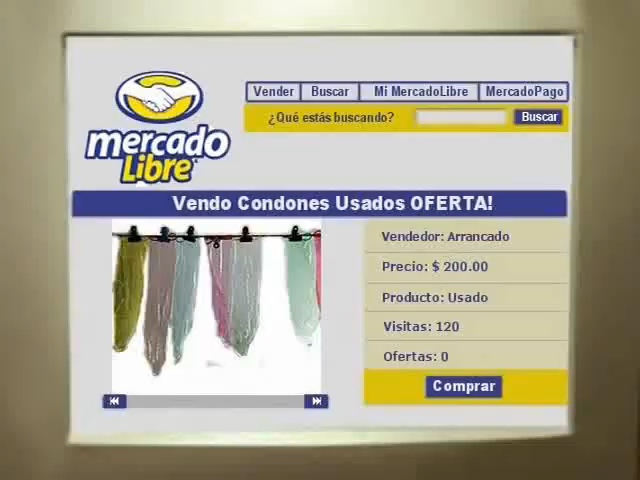 Vender Buscar Mi MercadoLibre MercadoPago
¿Qué estás buscando? Buscar
mercado
Libre
Vendo Condones Usados OFERTA!
Vendedor: Arrancado
Precio: $ 200.00
Producto: Usado
Visitas: 120
Ofertas: 0
Comprar